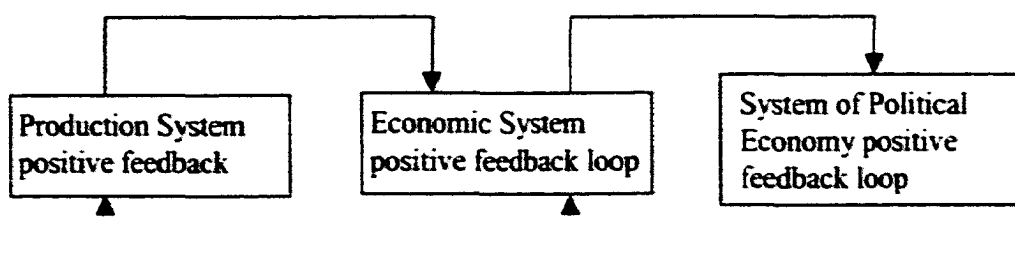 Production System
positive feedback
Economic System
positive feedback loop
System of Political
Economy positive
feedback loop